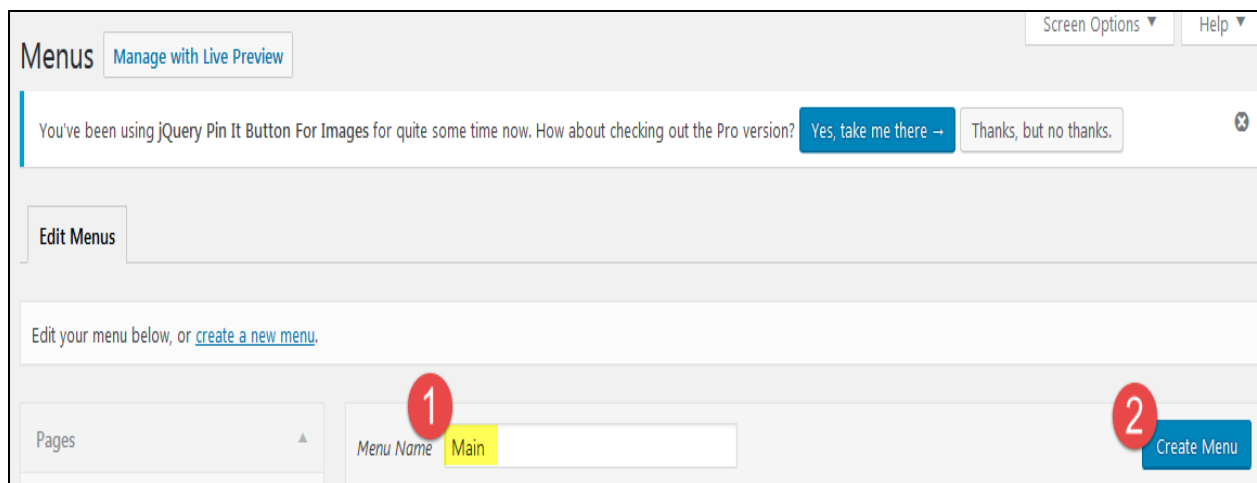 Screen Options ▼ Help ▼
Menus Manage with Live Preview
You've been using jQuery Pin It Button For Images for quite some time now. How about checking out the Pro version? Yes, take me there → Thanks, but no thanks.
Edit Menus
Edit your menu below, or create a new menu.
1 2
Pages ▲ Menu Name Main Create Menu